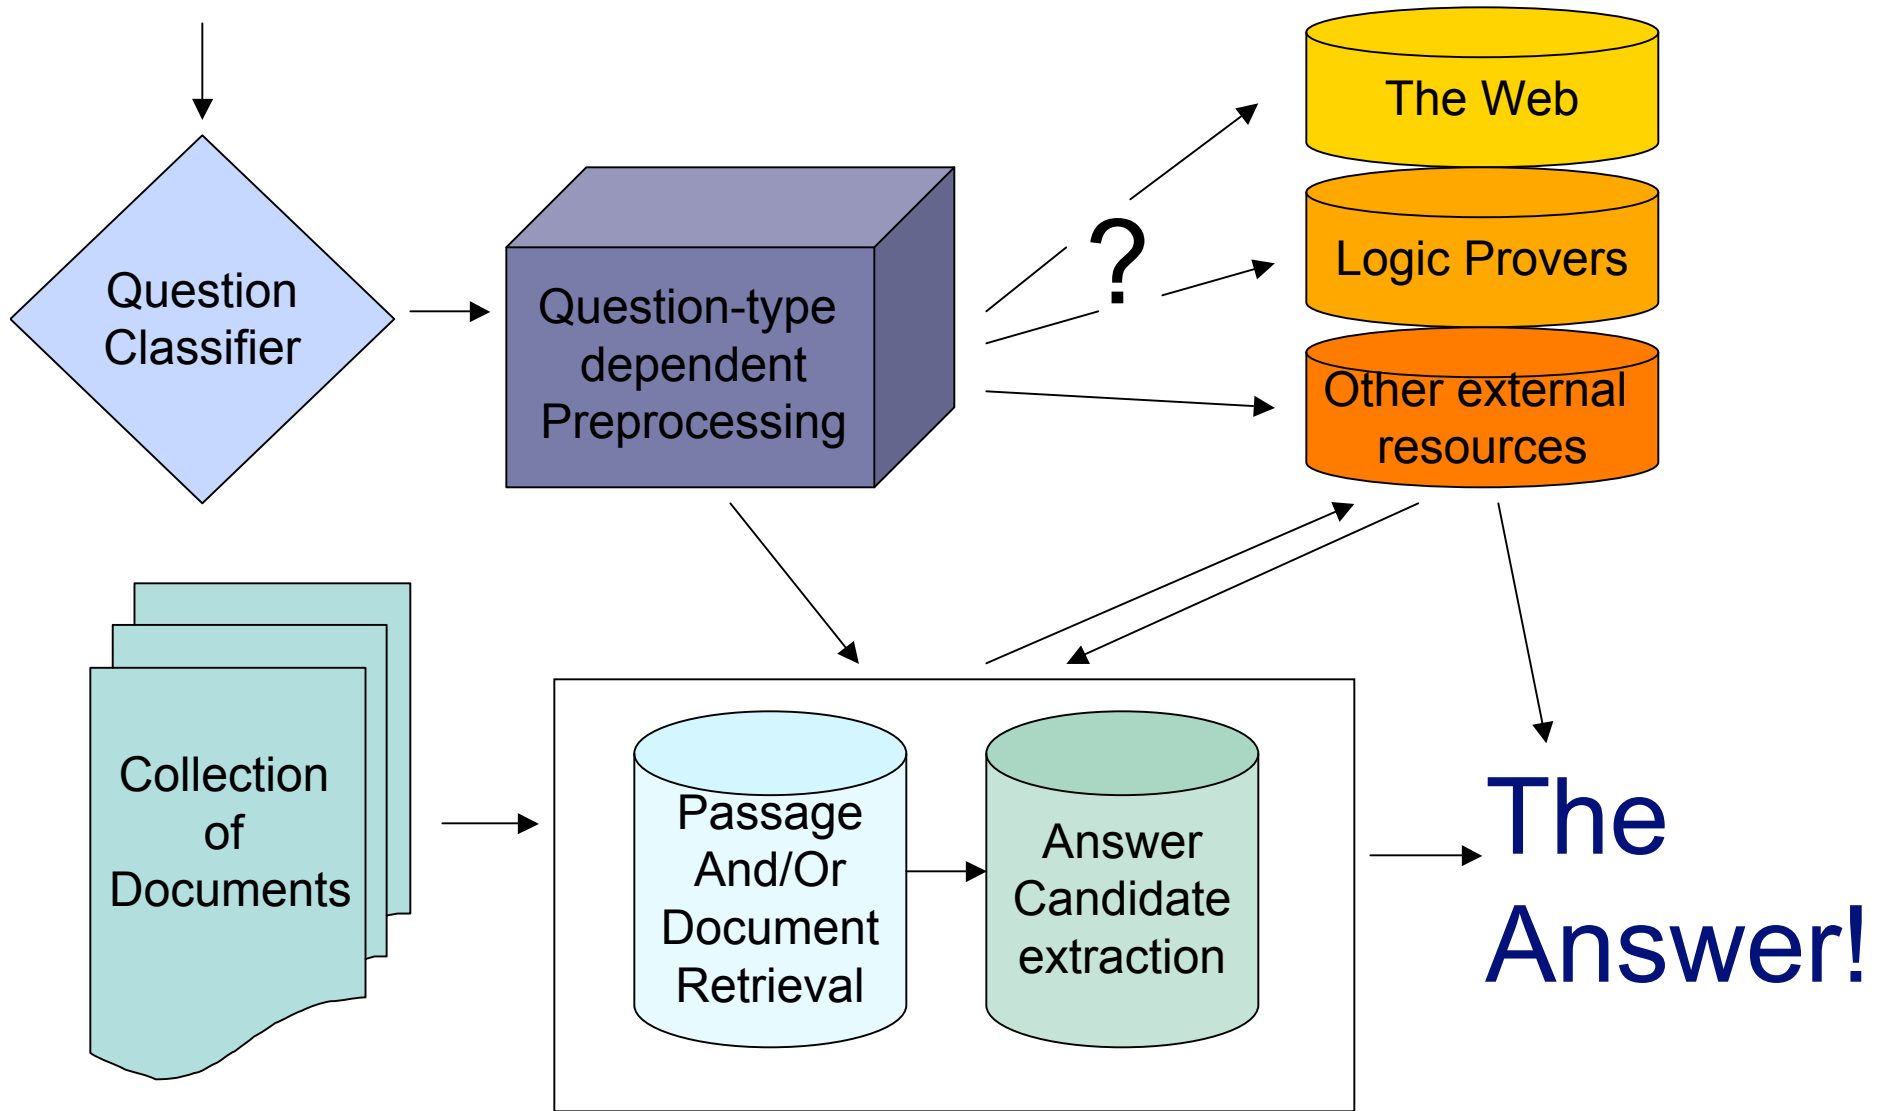 The Web
Question
Classifier
Question-type
dependent
Preprocessing
?
Logic Provers
Other external
resources
Collection
of
Documents
Passage
And/Or
Document
Retrieval
Answer
Candidate
extraction
The
Answer!